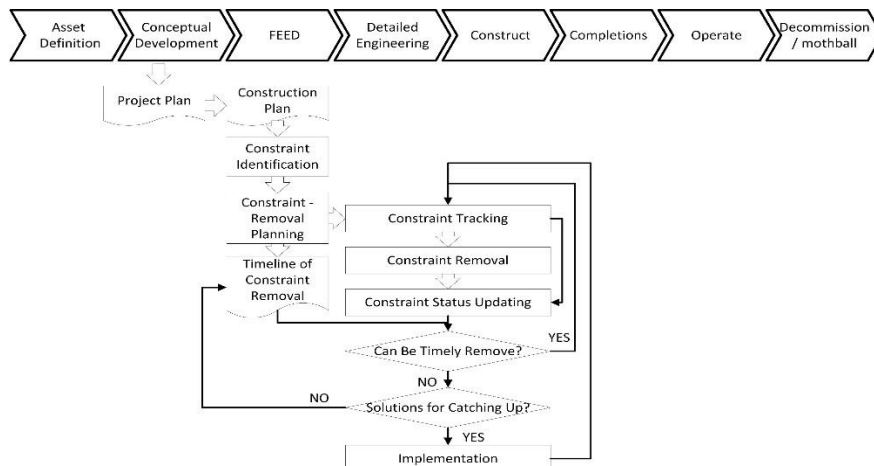 Asset
Definition
Conceptual
Development
FEED
Detailed
Engineering
Construct
Completions
Operate
Decommission
/ mothball
Project Plan
Construction
Plan
Constraint
Identification
Constraint -
Removal
Planning
Constraint Tracking
Constraint Removal
Timeline of
Constraint
Removal
Constraint Status Updating
YES
Can Be Timely Remove?
NO
NO
Solutions for Catching Up?
YES
Implementation